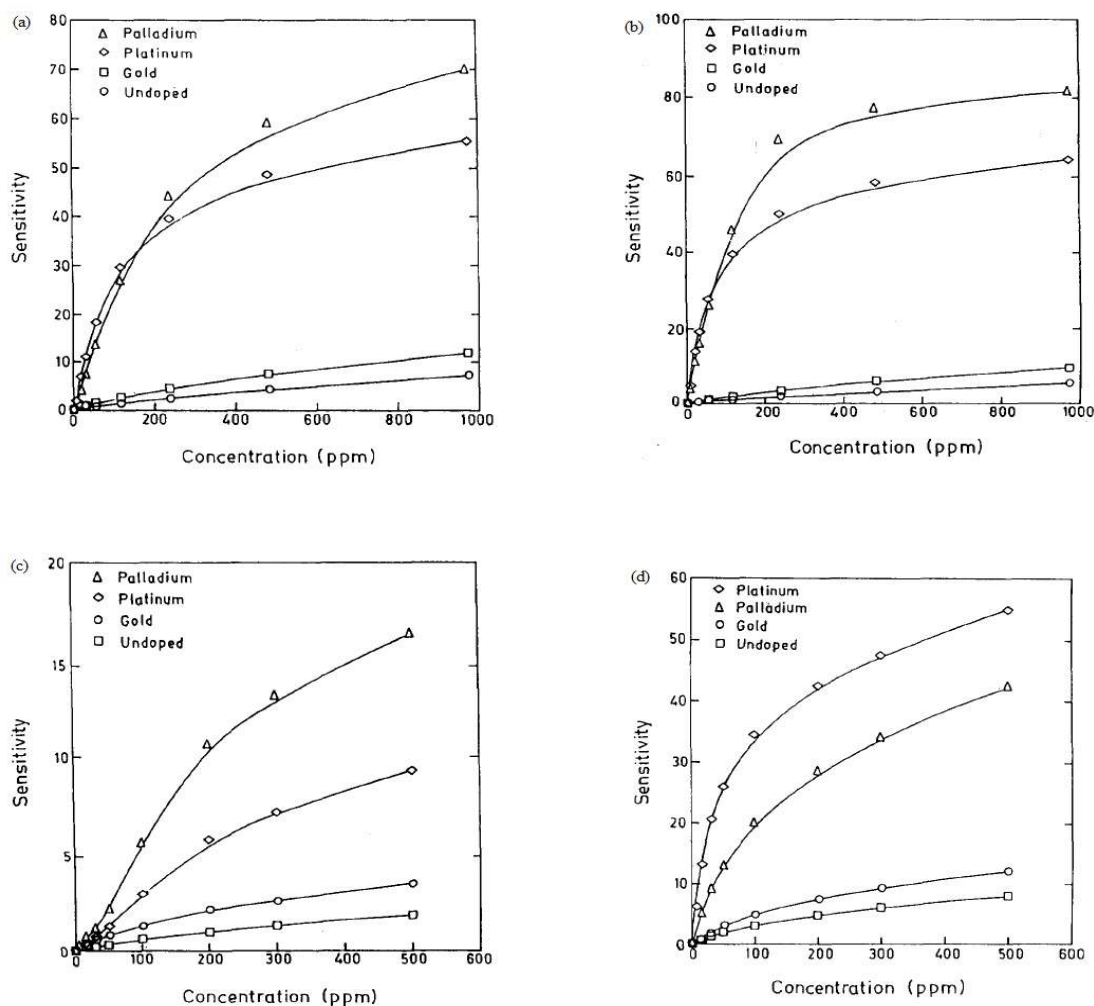 (a)
80
70
60
50
40
30
20
10
0
Sensitivity
Palladium
Platinum
Gold
Undoped
0 200 400 600 800 1000
Concentration (ppm)
(b)
100
80
60
40
20
0
Sensitivity
Palladium
Platinum
Gold
Undoped
0 200 400 600 800 1000
Concentration (ppm)
(c)
20
15
10
5
0
Sensitivity
Palladium
Platinum
Gold
Undoped
0 100 200 300 400 500 600
Concentration (ppm)
(d)
60
50
40
30
20
10
0
Sensitivity
Platinum
Palladium
Gold
Undoped
0 100 200 300 400 500 600
Concentration (ppm)